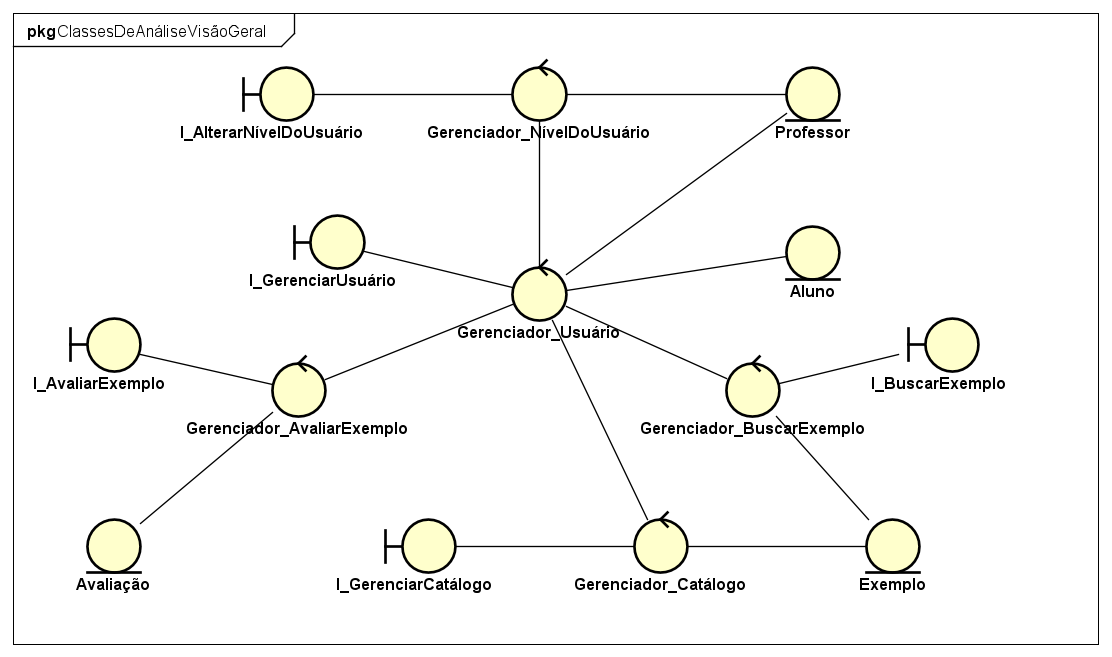 pkg ClassesDeAnáliseVisãoGeral
I_AlterarNívelDoUsuário
Gerenciador_NívelDoUsuário
Professor
I_GerenciarUsuário
Aluno
Gerenciador_Usuário
I_AvaliarExemplo
I_BuscarExemplo
Gerenciador_AvaliarExemplo
Gerenciador_BuscarExemplo
Avaliação
I_GerenciarCatálogo
Gerenciador_Catálogo
Exemplo